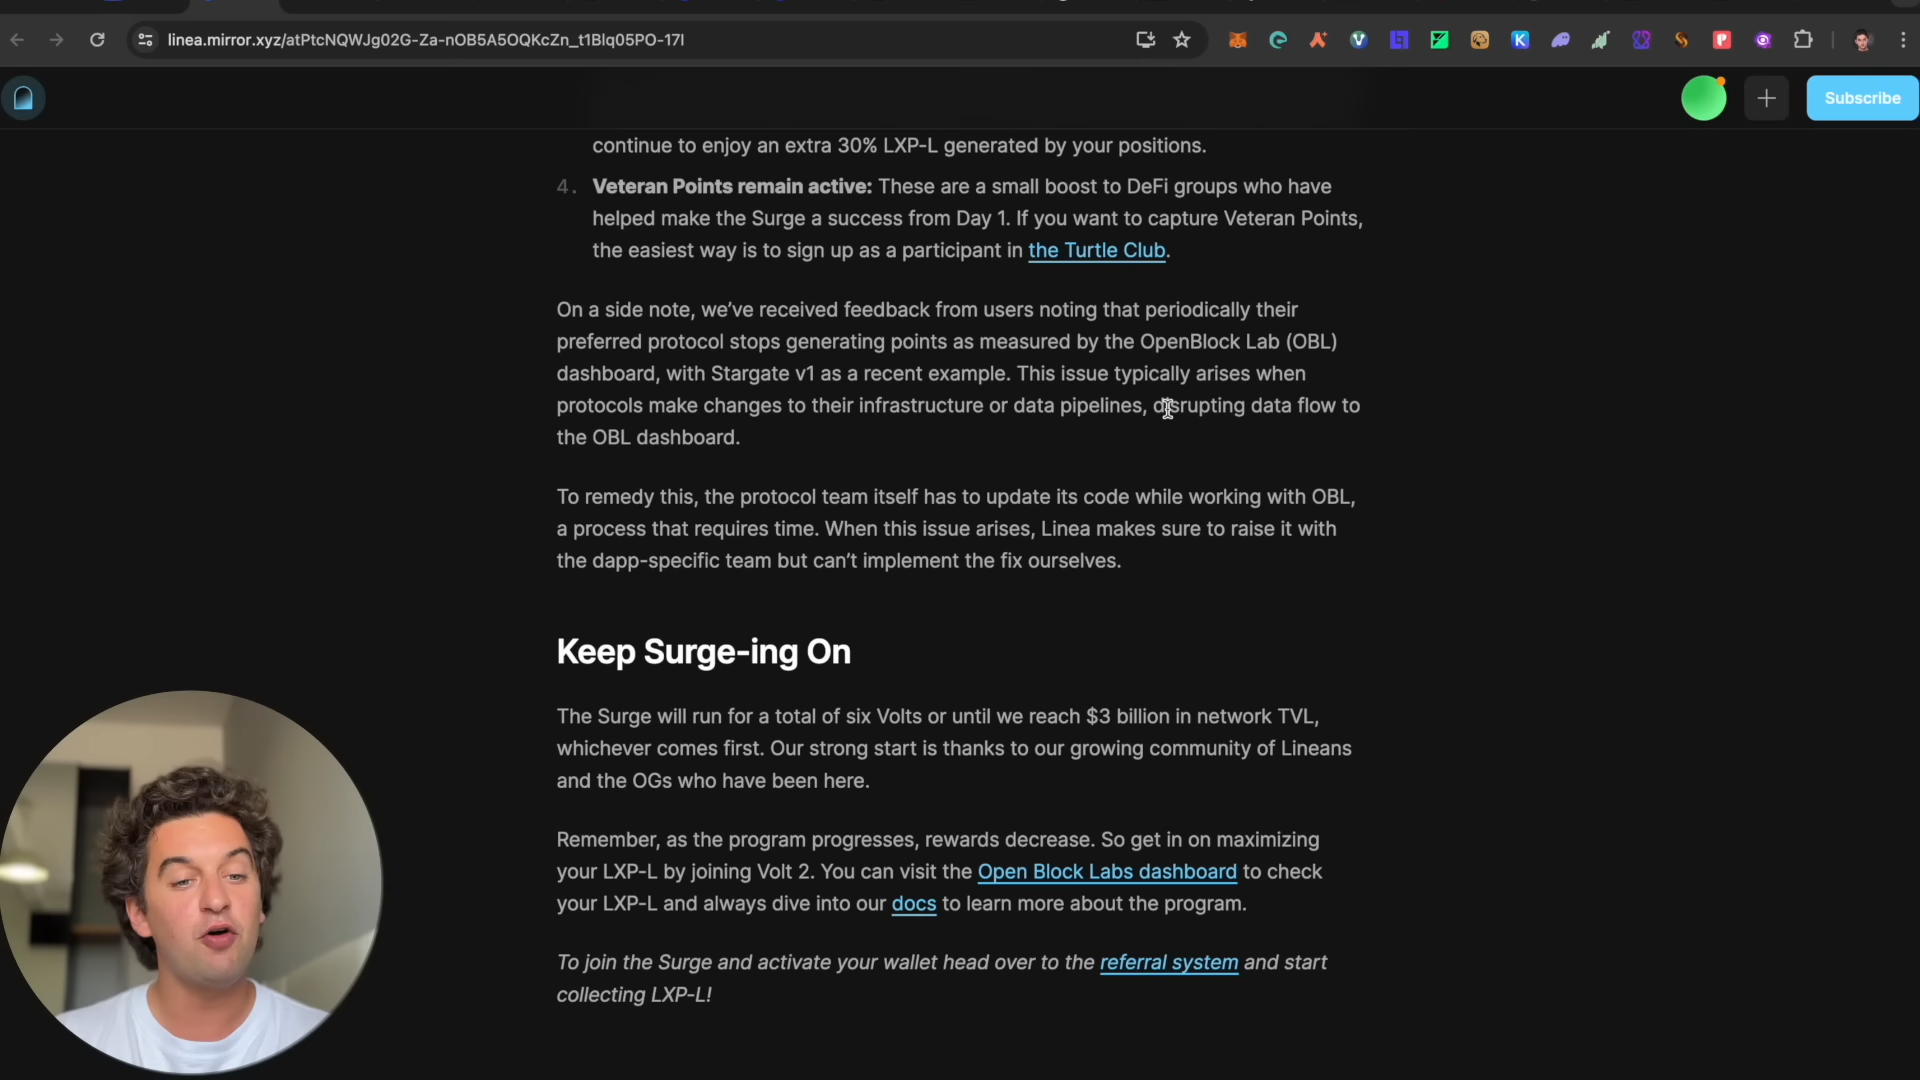 linea.mirror.xyz/atPtcNQWJg02G-Za-nOB5A5OQKcZn_t1Blq05PO-17I
Subscribe
continue to enjoy an extra 30% LXP-L generated by your positions.
4. Veteran Points remain active: These are a small boost to DeFi groups who have
helped make the Surge a success from Day 1. If you want to capture Veteran Points,
the easiest way is to sign up as a participant in the Turtle Club.
On a side note, we’ve received feedback from users noting that periodically their
preferred protocol stops generating points as measured by the OpenBlock Lab (OBL)
dashboard, with Stargate v1 as a recent example. This issue typically arises when
protocols make changes to their infrastructure or data pipelines, disrupting data flow to
the OBL dashboard.
To remedy this, the protocol team itself has to update its code while working with OBL,
a process that requires time. When this issue arises, Linea makes sure to raise it with
the dapp-specific team but can’t implement the fix ourselves.
Keep Surge-ing On
The Surge will run for a total of six Volts or until we reach $3 billion in network TVL,
whichever comes first. Our strong start is thanks to our growing community of Lineans
and the OGs who have been here.
Remember, as the program progresses, rewards decrease. So get in on maximizing
your LXP-L by joining Volt 2. You can visit the Open Block Labs dashboard to check
your LXP-L and always dive into our docs to learn more about the program.
To join the Surge and activate your wallet head over to the referral system and start
collecting LXP-L!